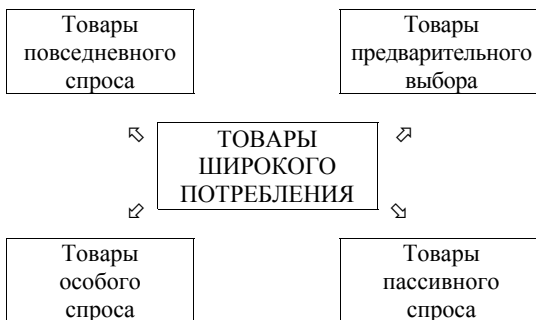 Товары
повседневного
спроса
Товары
предварительного
выбора
ТОВАРЫ
ШИРОКОГО
ПОТРЕБЛЕНИЯ
Товары
особого
спроса
Товары
пассивного
спроса